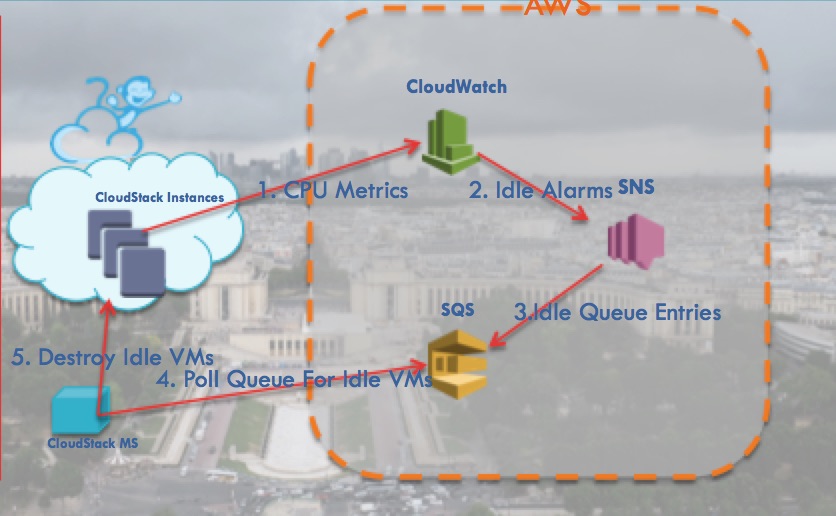 AWS
CloudWatch
CloudStack Instances
1. CPU Metrics
2. Idle Alarms
SNS
SQS
3.Idle Queue Entries
5. Destroy Idle VMs
4. Poll Queue For Idle VMs
CloudStack MS